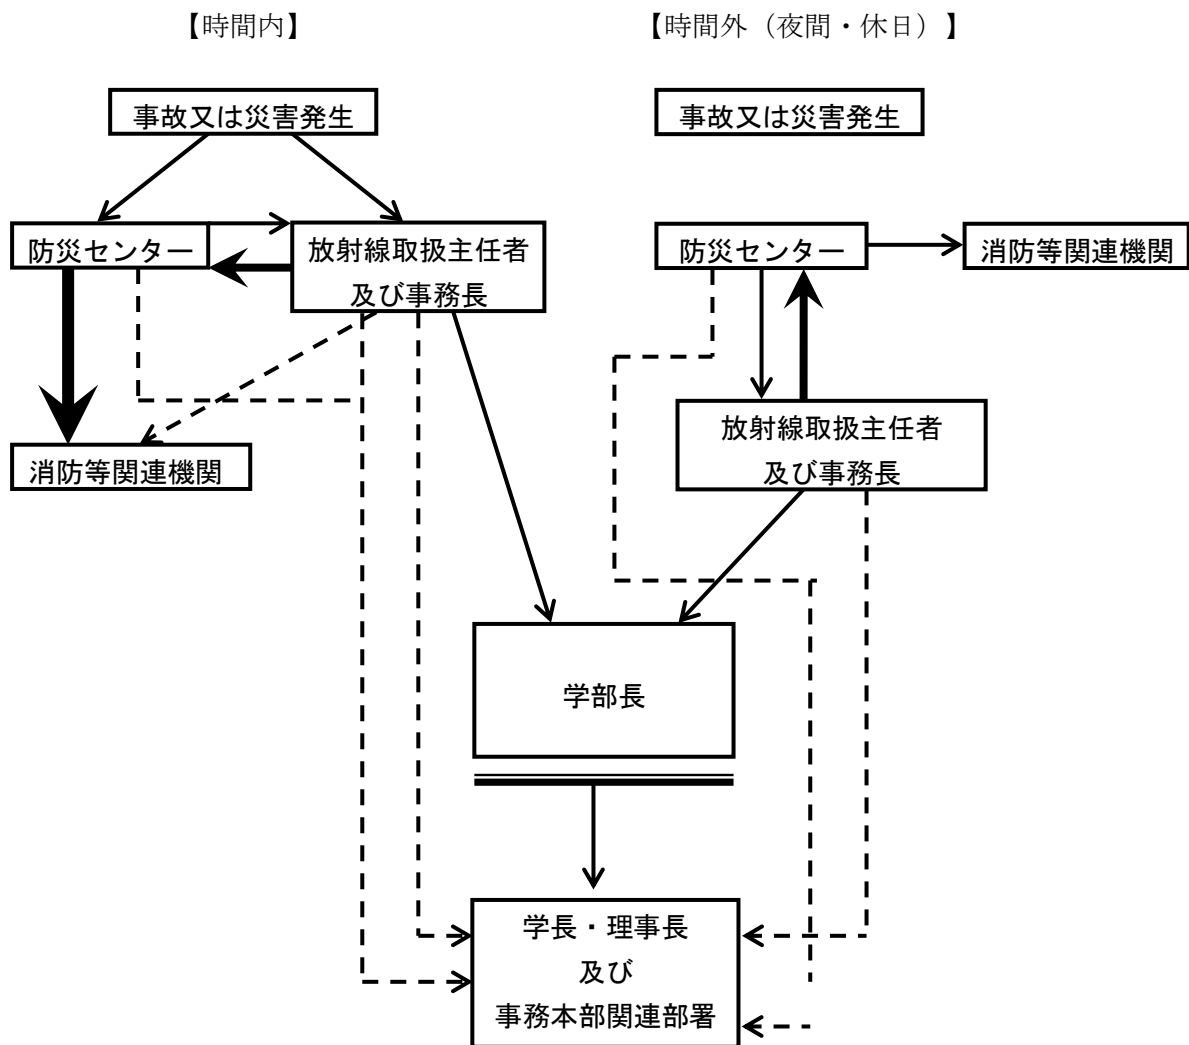 【時間内】
【時間外（夜間・休日）】
事故又は災害発生
事故又は災害発生
防災センター
放射線取扱主任者
及び事務長
防災センター
消防等関連機関
放射線取扱主任者
及び事務長
消防等関連機関
学部長
学長・理事長
及び
事務本部関連部署